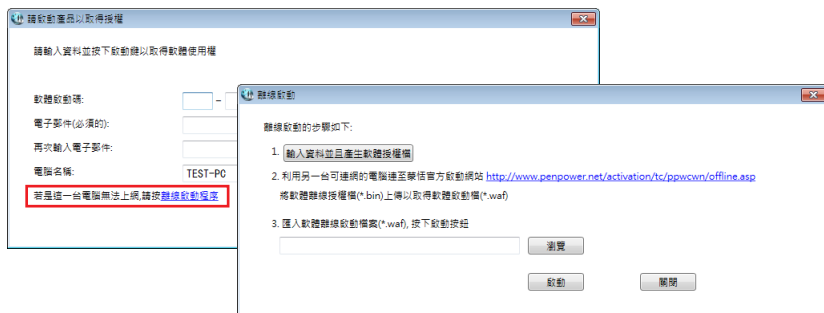 請啟動產品以取得授權
請輸入資料並按下啟動鍵以取得軟體使用權
軟體啟動碼:
-
電子郵件(必須的):
再次輸入電子郵件:
電腦名稱:
TEST-PC
若是這一台電腦無法上網,請按離線啟動程序
離線啟動
離線啟動的步驟如下:
1. 輸入資料並且產生軟體授權檔
2. 利用另一台可連網的電腦連至蒙恬官方啟動網站 http://www.penpower.net/activation/tc/ppwcwn/offline.asp
將軟體離線授權檔(*.bin)上傳以取得軟體啟動檔(*.waf)
3. 匯入軟體離線啟動檔案(*.waf), 按下啟動按鈕
瀏覽
啟動
關閉